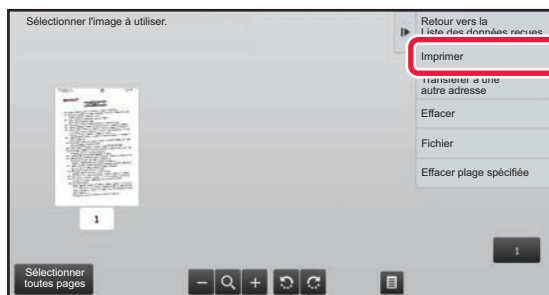 Sélectionner l'image à utiliser.
Retour vers la
Liste des données reçues
Imprimer
Transférer à une
autre adresse
Effacer
Fichier
Effacer plage spécifiée
1
1
Sélectionner
toutes pages